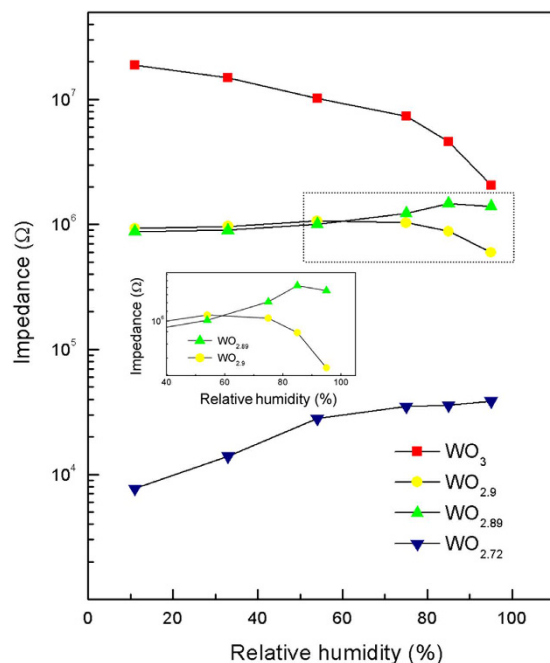 Impedance (Ω)
10⁷
10⁶
10⁵
10⁴
Impedance (Ω)
10⁶
WO₂.₈₉
WO₂.₉
40 60 80 100
Relative humidity (%)
WO₃
WO₂.₉
WO₂.₈₉
WO₂.₇₂
0 20 40 60 80 100
Relative humidity (%)